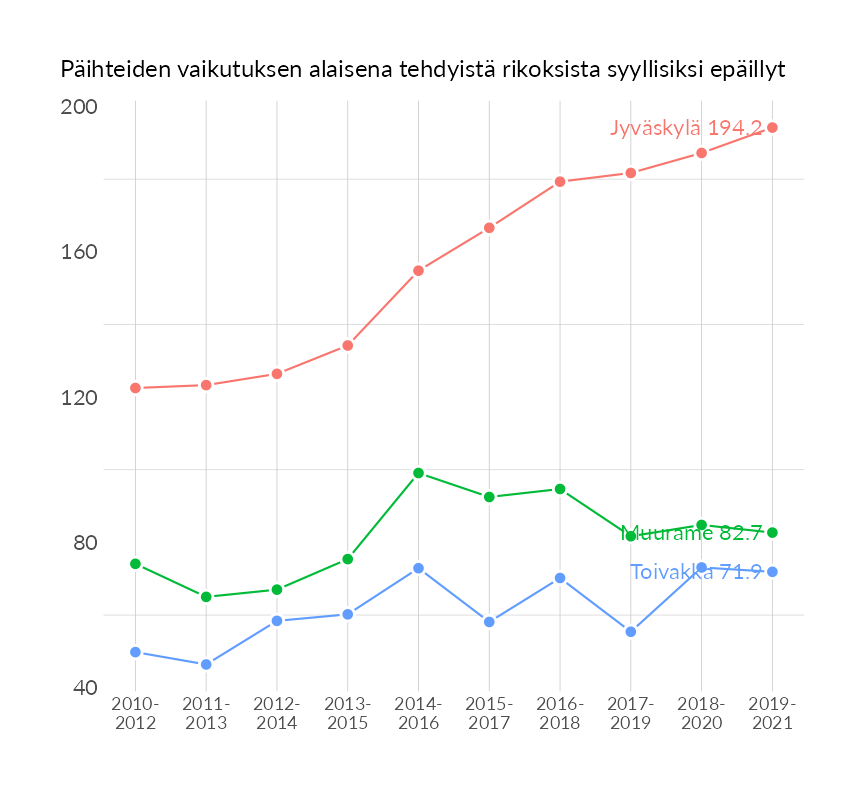 Päihteiden vaikutuksen alaisena tehdyistä rikoksista syyllisiksi epäillyt
200
Jyväskylä 194.2
160
120
80
Muurame 82.7
Toivakka 71.9
40
2010- 2011- 2012- 2013- 2014- 2015- 2016- 2017- 2018- 2019-
2012 2013 2014 2015 2016 2017 2018 2019 2020 2021